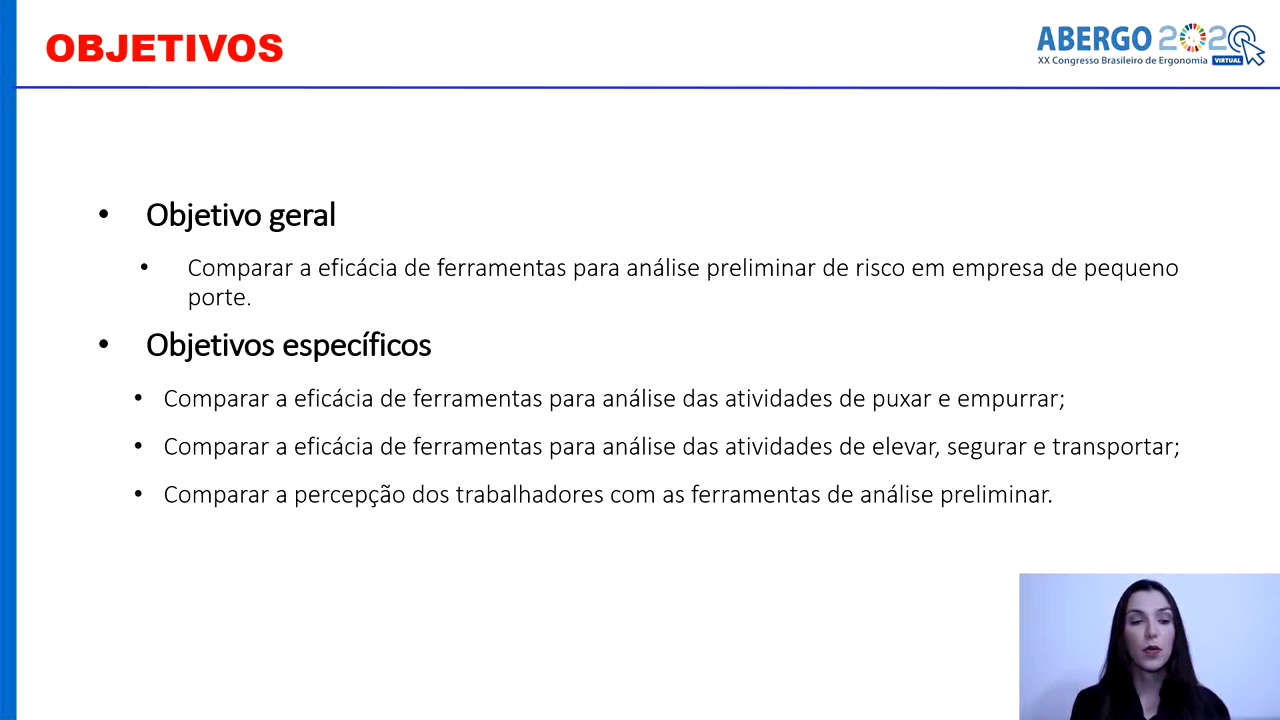 OBJETIVOS
ABERGO 2020
XX Congresso Brasileiro de Ergonomia VIRTUAL
• Objetivo geral
• Comparar a eficácia de ferramentas para análise preliminar de risco em empresa de pequeno
porte.
• Objetivos específicos
• Comparar a eficácia de ferramentas para análise das atividades de puxar e empurrar;
• Comparar a eficácia de ferramentas para análise das atividades de elevar, segurar e transportar;
• Comparar a percepção dos trabalhadores com as ferramentas de análise preliminar.